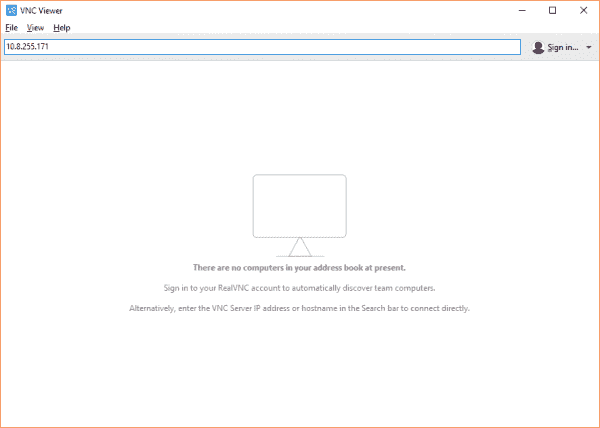 VNC Viewer
File View Help
10.8.255.171
Sign in...
There are no computers in your address book at present.
Sign in to your RealVNC account to automatically discover team computers.
Alternatively, enter the VNC Server IP address or hostname in the Search bar to connect directly.